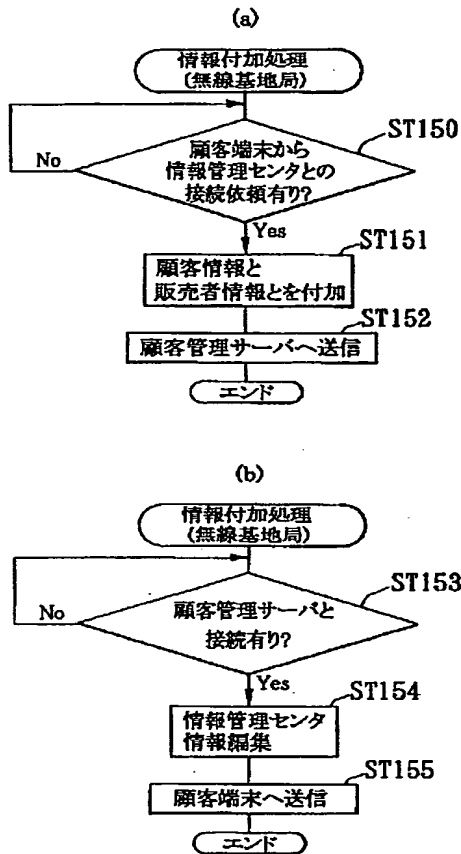 (a)
情報付加処理
(無線基地局)
ST150
顧客端末から
情報管理センタとの
接続依頼有り?
No
Yes
ST151
顧客情報と
販売者情報とを付加
ST152
顧客管理サーバへ送信
エンド
(b)
情報付加処理
(無線基地局)
ST153
顧客管理サーバと
接続有り?
No
Yes
ST154
情報管理センタ
情報編集
ST155
顧客端末へ送信
エンド